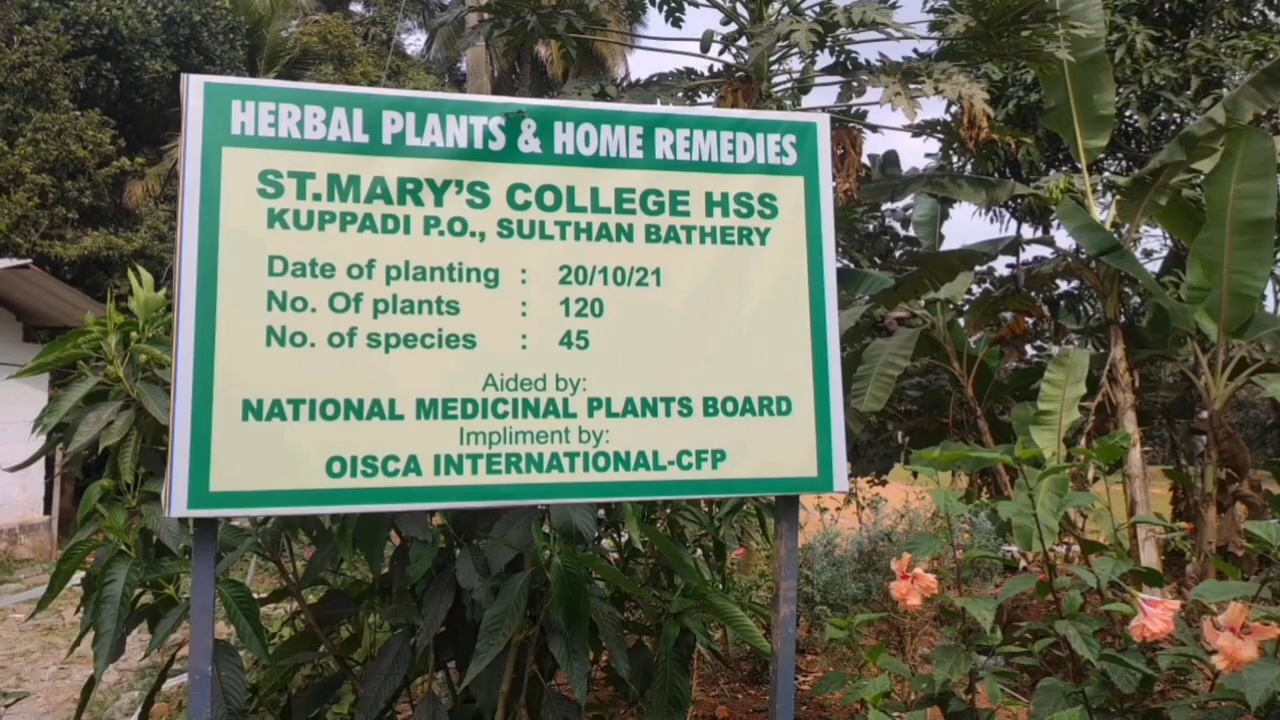 HERBAL PLANTS & HOME REMEDIES
ST.MARY'S COLLEGE HSS
KUPPADI P.O., SULTHAN BATHERY
Date of planting : 20/10/21
No. Of plants : 120
No. of species : 45
Aided by:
NATIONAL MEDICINAL PLANTS BOARD
Impliment by:
OISCA INTERNATIONAL-CFP